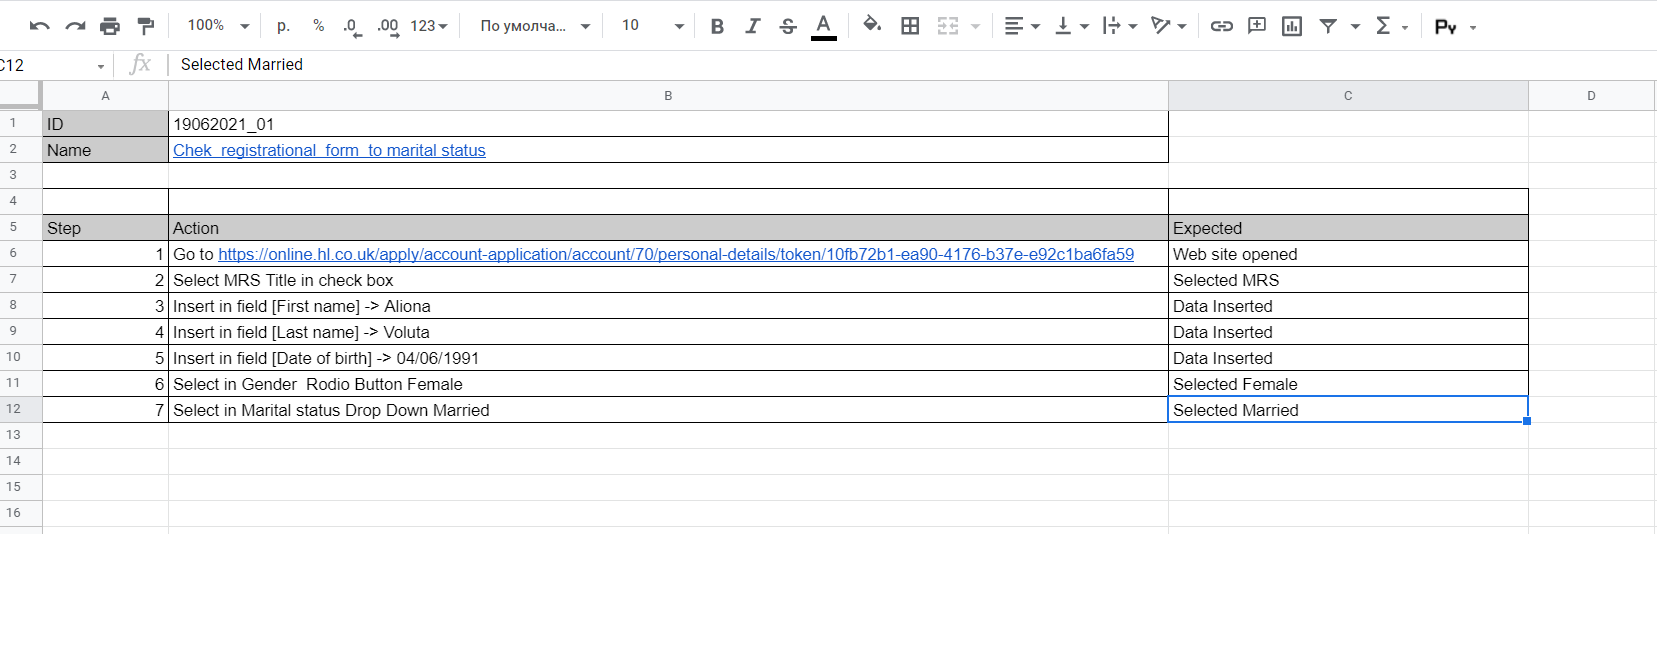 100% р. % .0 .00 123 По умолча... 10 B I S A Σ Ру
C12 fx Selected Married
A B C D
1 ID 19062021_01
2 Name Chek registrational form to marital status
3
4
5 Step Action Expected
6 1 Go to https://online.hl.co.uk/apply/account-application/account/70/personal-details/token/10fb72b1-ea90-4176-b37e-e92c1ba6fa59 Web site opened
7 2 Select MRS Title in check box Selected MRS
8 3 Insert in field [First name] -> Aliona Data Inserted
9 4 Insert in field [Last name] -> Voluta Data Inserted
10 5 Insert in field [Date of birth] -> 04/06/1991 Data Inserted
11 6 Select in Gender Rodio Button Female Selected Female
12 7 Select in Marital status Drop Down Married Selected Married
13
14
15
16